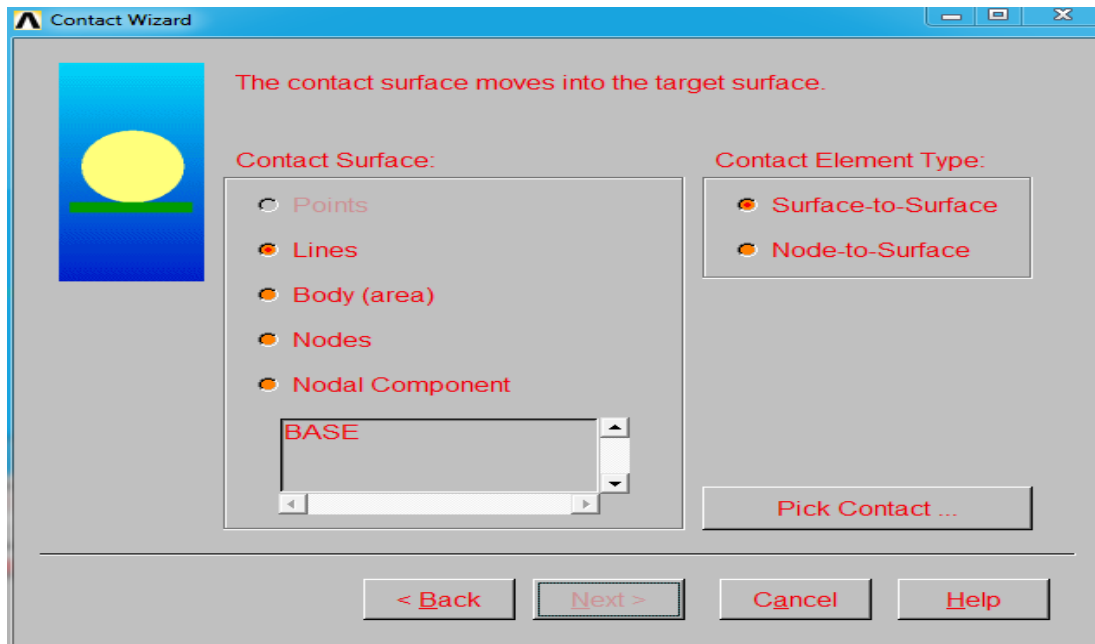 Contact Wizard
The contact surface moves into the target surface.
Contact Surface:
Points
Lines
Body (area)
Nodes
Nodal Component
BASE
Contact Element Type:
Surface-to-Surface
Node-to-Surface
Pick Contact ...
< Back
Next >
Cancel
Help